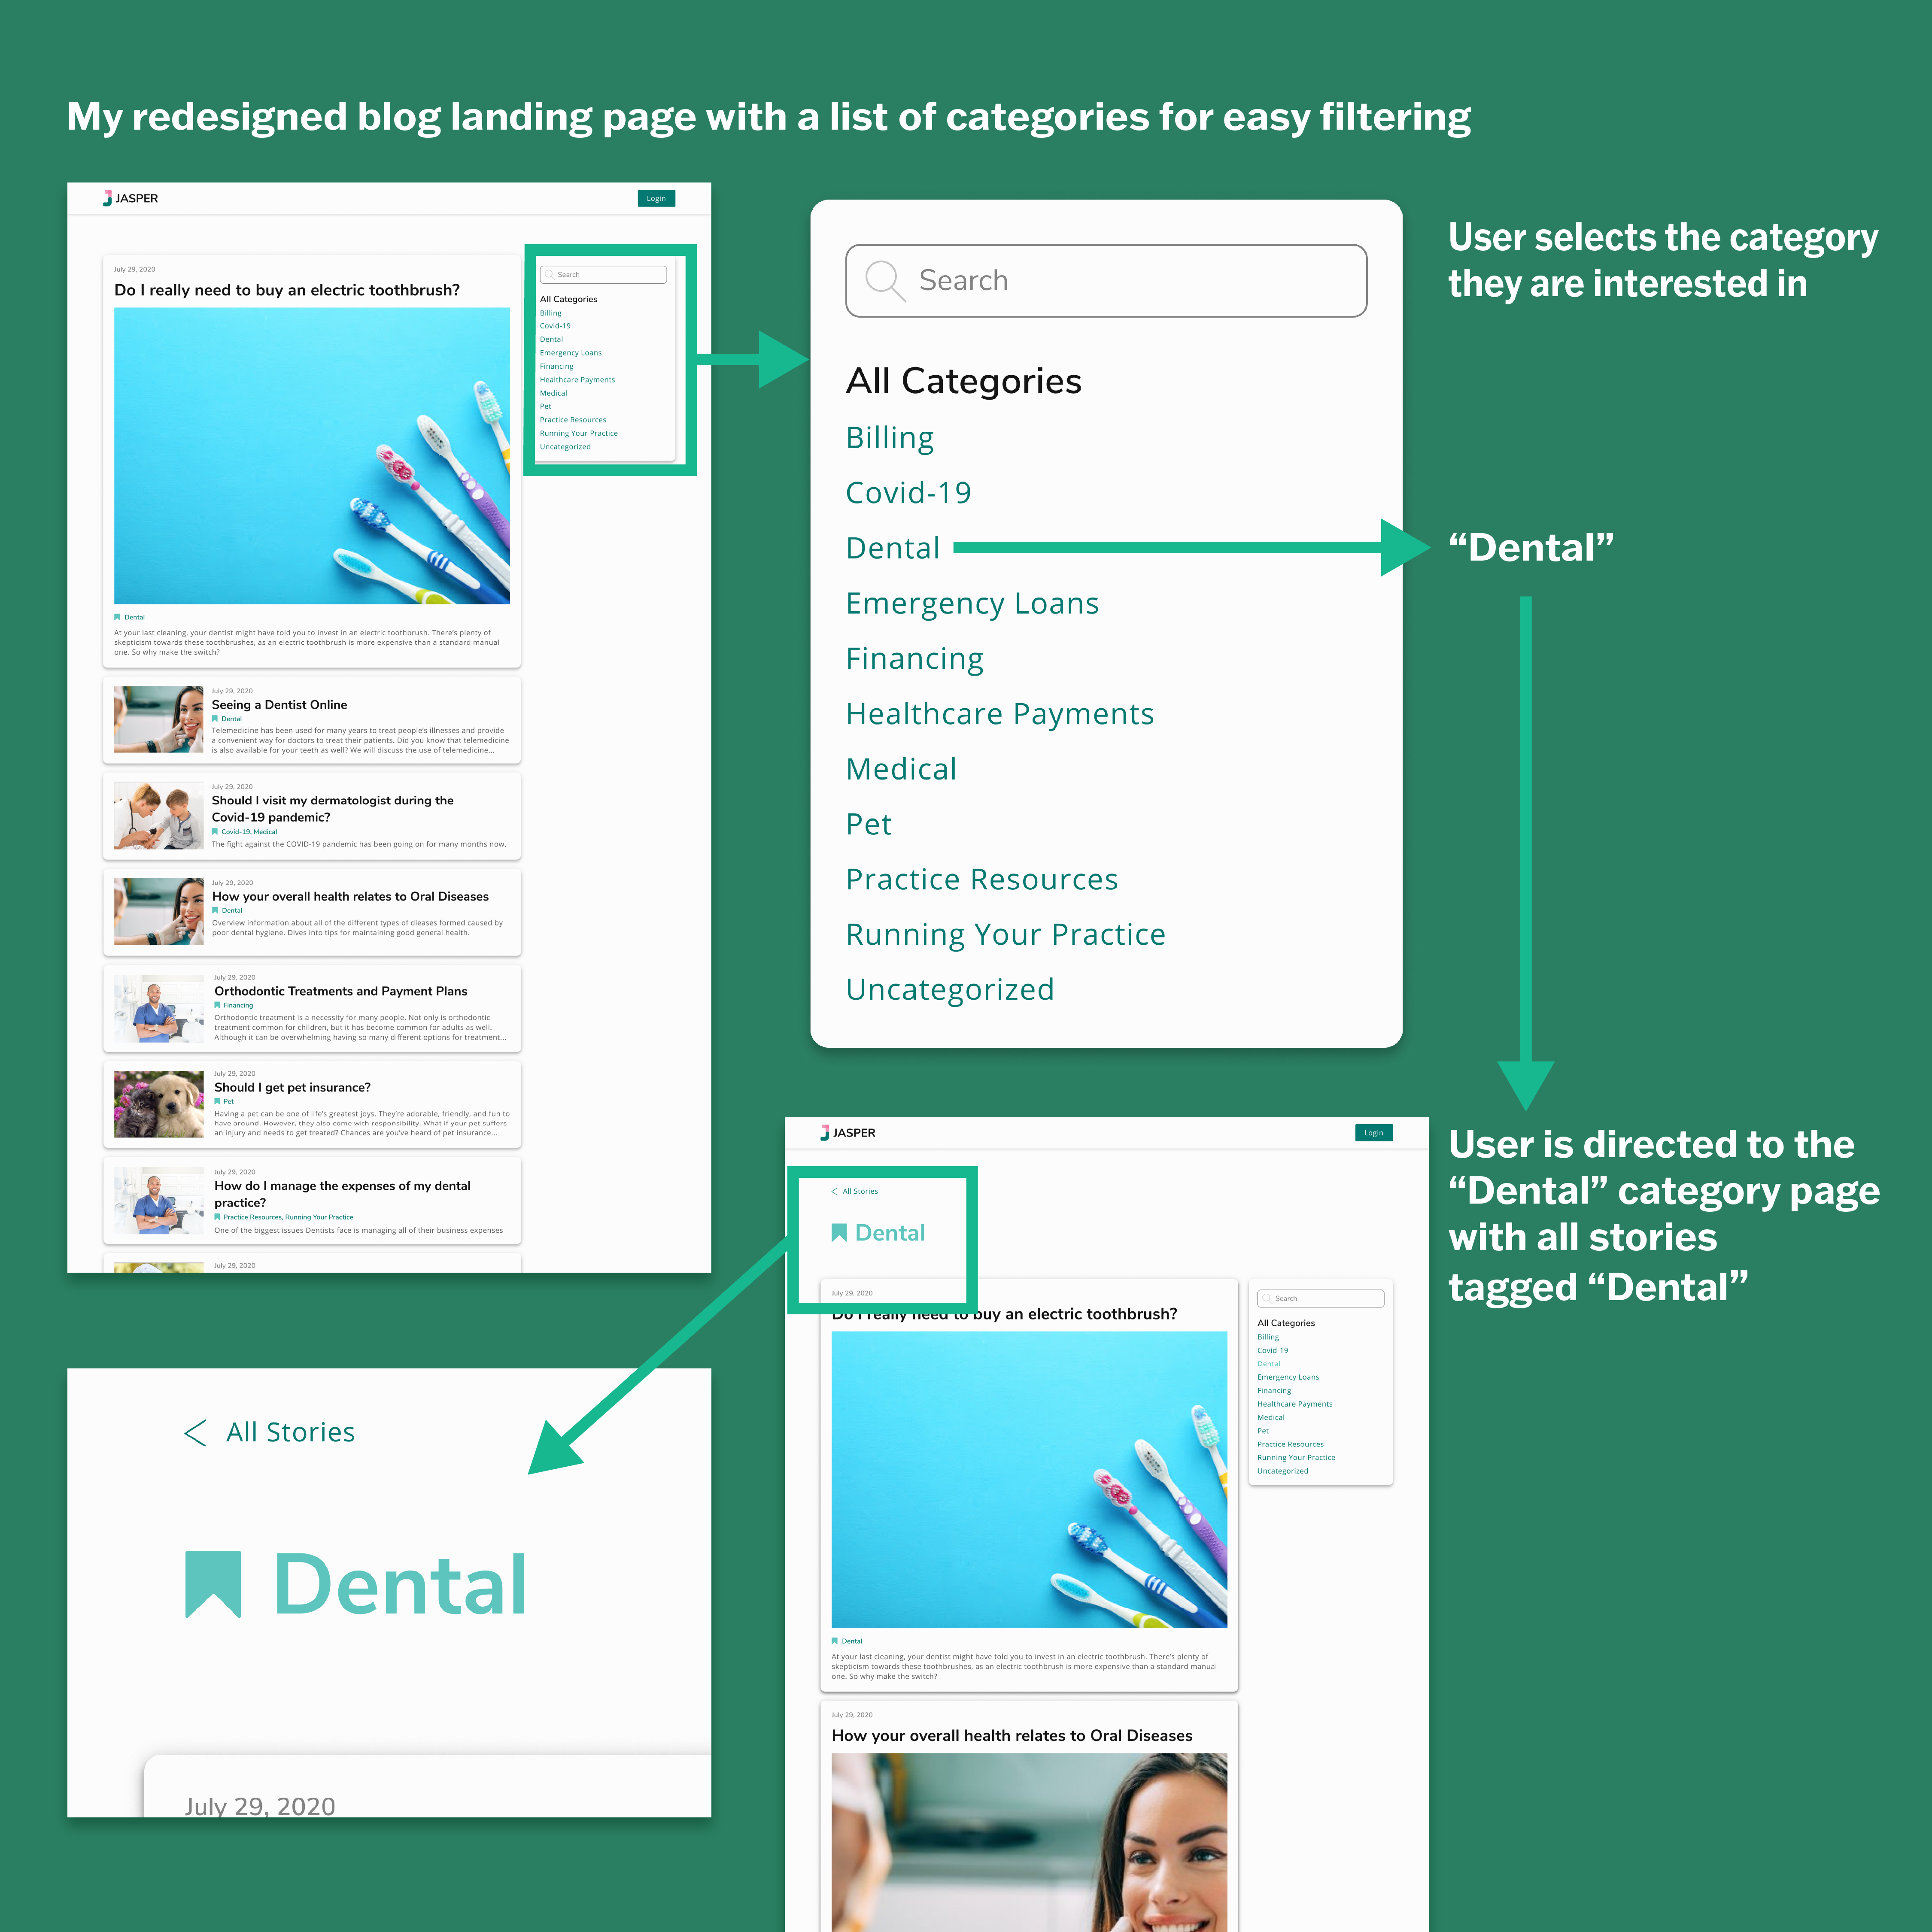 My redesigned blog landing page with a list of categories for easy filtering
JASPER
Login
July 29, 2020
Do I really need to buy an electric toothbrush?
Dental
At your last cleaning, your dentist might have told you to invest in an electric toothbrush. There's plenty of
skepticism towards these toothbrushes, as an electric toothbrush is more expensive than a standard manual
one. So why make the switch?
Search
All Categories
Billing
Covid-19
Dental
Emergency Loans
Financing
Healthcare Payments
Medical
Pet
Practice Resources
Running Your Practice
Uncategorized
July 29, 2020
Seeing a Dentist Online
Dental
Telemedicine has been used for many years to treat people's illnesses and provide
a convenient way for doctors to treat their patients. Did you know that telemedicine
is also available for your teeth as well? We will discuss the use of telemedicine...
July 29, 2020
Should I visit my dermatologist during the
Covid-19 pandemic?
Covid-19, Medical
The fight against the COVID-19 pandemic has been going on for many months now.
July 29, 2020
How your overall health relates to Oral Diseases
Dental
Overview information about all of the different types of dieases formed caused by
poor dental hygiene. Dives into tips for maintaining good general health.
July 29, 2020
Orthodontic Treatments and Payment Plans
Financing
Orthodontic treatment is a necessity for many people. Not only is orthodontic
treatment common for children, but it has become common for adults as well.
Although it can be overwhelming having so many different options for treatment...
July 29, 2020
Should I get pet insurance?
Pet
Having a pet can be one of life's greatest joys. They're adorable, friendly, and fun to
have around. However, they also come with responsibility. What if your pet suffers
an injury and needs to get treated? Chances are you've heard of pet insurance...
July 29, 2020
How do I manage the expenses of my dental
practice?
Practice Resources, Running Your Practice
One of the biggest issues Dentists face is managing all of their business expenses
July 29, 2020
Search
All Categories
Billing
Covid-19
Dental
Emergency Loans
Financing
Healthcare Payments
Medical
Pet
Practice Resources
Running Your Practice
Uncategorized
User selects the category
they are interested in
“Dental”
User is directed to the
“Dental” category page
with all stories
tagged “Dental”
JASPER
Login
< All Stories
Dental
July 29, 2020
Do I really need to buy an electric toothbrush?
Dental
At your last cleaning, your dentist might have told you to invest in an electric toothbrush. There's plenty of
skepticism towards these toothbrushes, as an electric toothbrush is more expensive than a standard manual
one. So why make the switch?
Search
All Categories
Billing
Covid-19
Dental
Emergency Loans
Financing
Healthcare Payments
Medical
Pet
Practice Resources
Running Your Practice
Uncategorized
July 29, 2020
How your overall health relates to Oral Diseases
< All Stories
Dental
July 29, 2020